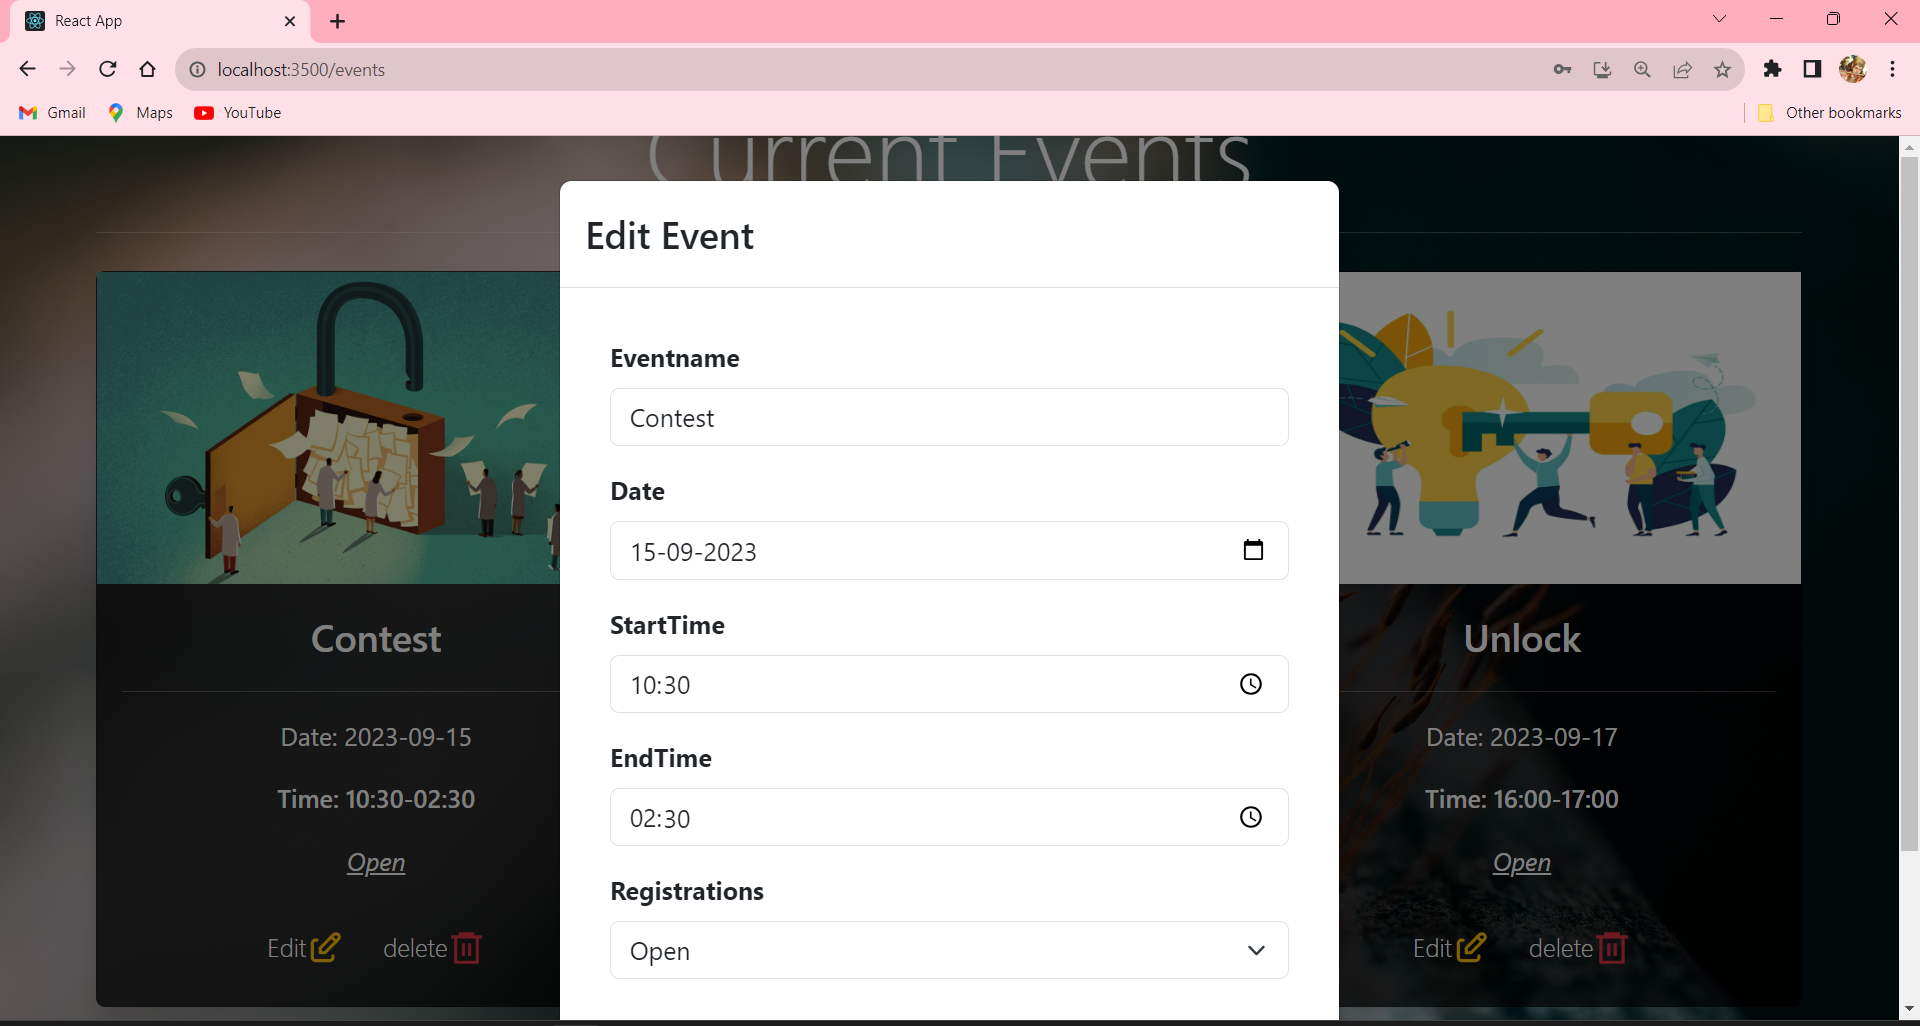 React App
localhost:3500/events
Gmail
Maps
YouTube
Other bookmarks
Current Events
Edit Event
Eventname
Contest
Date
15-09-2023
StartTime
10:30
EndTime
02:30
Registrations
Open
Contest
Date: 2023-09-15
Time: 10:30-02:30
Open
Edit
delete
Unlock
Date: 2023-09-17
Time: 16:00-17:00
Open
Edit
delete